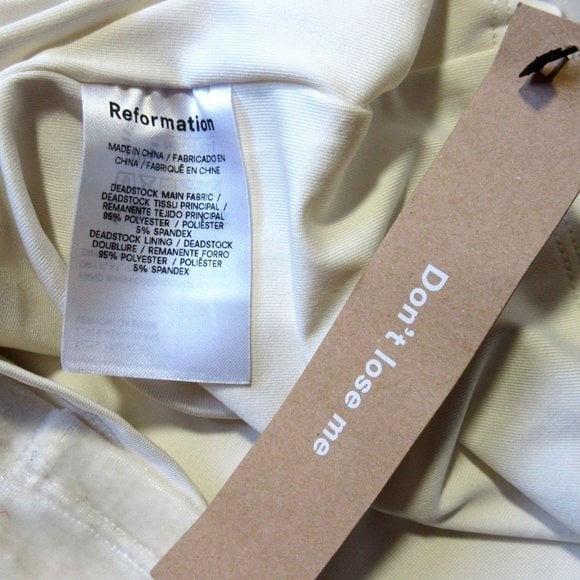 Reformation
MADE IN CHINA / FABRICADO EN
CHINA / FABRIQUÉ EN CHINE
DEADSTOCK MAIN FABRIC /
DEADSTOCK TISSU PRINCIPAL /
REMANENTE TEJIDO PRINCIPAL
95% POLYESTER / POLIÉSTER
5% SPANDEX
DEADSTOCK LINING / DEADSTOCK
DOUBLURE / REMANENTE FORRO
95% POLYESTER / POLIÉSTER
5% SPANDEX
Don't lose me